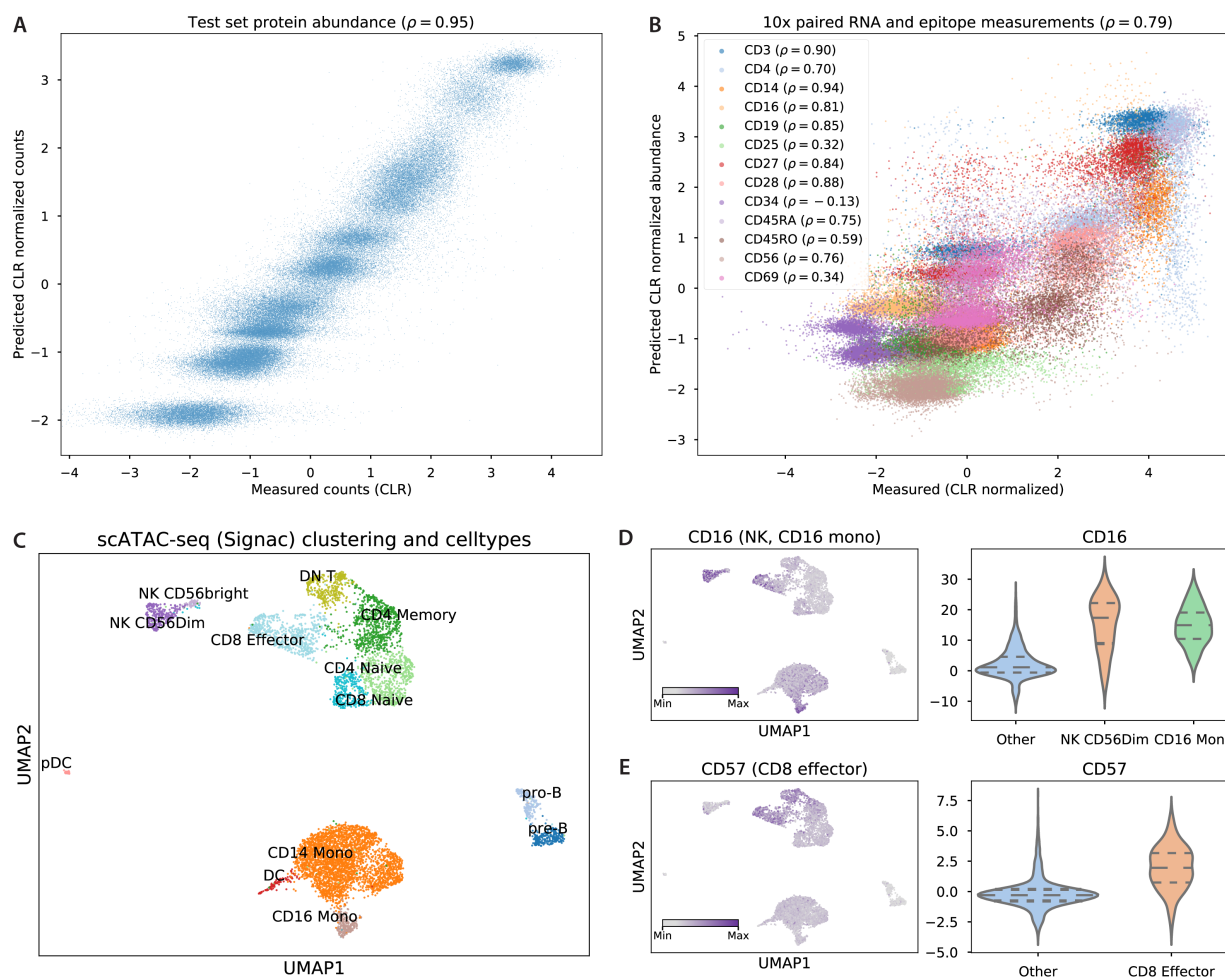 A
Test set protein abundance (ρ = 0.95)
Predicted CLR normalized counts
3
2
1
0
−1
−2
−4
−3
−2
−1
0
1
2
3
4
Measured counts (CLR)
B
10x paired RNA and epitope measurements (ρ = 0.79)
Predicted CLR normalized abundance
5
4
3
2
1
0
−1
−2
−3
CD3 (ρ = 0.90)
CD4 (ρ = 0.70)
CD14 (ρ = 0.94)
CD16 (ρ = 0.81)
CD19 (ρ = 0.85)
CD25 (ρ = 0.32)
CD27 (ρ = 0.84)
CD28 (ρ = 0.88)
CD34 (ρ = − 0.13)
CD45RA (ρ = 0.75)
CD45RO (ρ = 0.59)
CD56 (ρ = 0.76)
CD69 (ρ = 0.34)
−4
−2
0
2
4
Measured (CLR normalized)
C
scATAC-seq (Signac) clustering and celltypes
UMAP2
DN T
NK CD56bright
NK CD56Dim
CD4 Memory
CD8 Effector
CD4 Naive
CD8 Naive
pDC
pro-B
pre-B
CD14 Mono
DC
CD16 Mono
UMAP1
D
CD16 (NK, CD16 mono)
UMAP2
Min
Max
UMAP1
CD16
30
20
10
0
−10
Other
NK CD56Dim
CD16 Mon
E
CD57 (CD8 effector)
UMAP2
Min
Max
UMAP1
CD57
7.5
5.0
2.5
0.0
−2.5
−5.0
Other
CD8 Effector